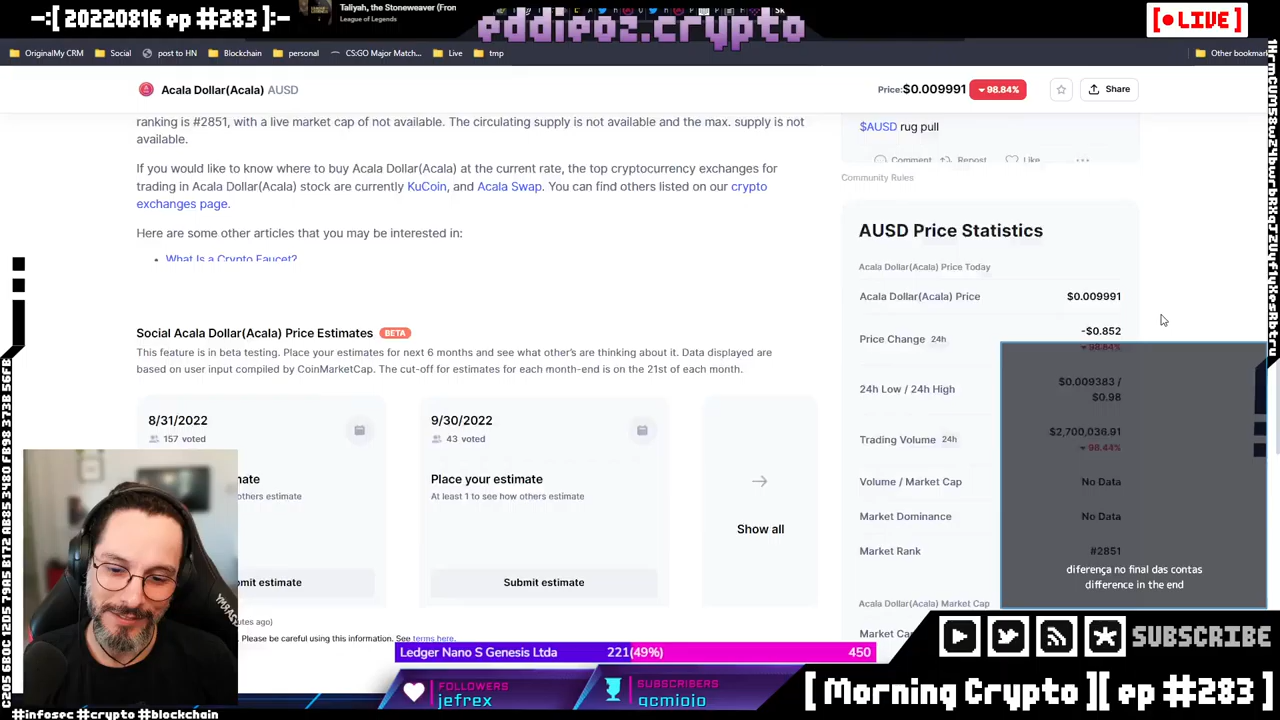 -:[ 20220816 ep #283 ]:-
Taliyah, the Stoneweaver (Fron
League of Legends
eddieoz.crypto
[ LIVE ]
OriginalMy CRM
Social
post to HN
Blockchain
personal
CS:GO Major Match...
Live
tmp
Other bookmar
Acala Dollar(Acala) AUSD
Price:$0.009991
98.84%
Share
ranking is #2851, with a live market cap of not available. The circulating supply is not available and the max. supply is not
available.
If you would like to know where to buy Acala Dollar(Acala) at the current rate, the top cryptocurrency exchanges for
trading in Acala Dollar(Acala) stock are currently KuCoin, and Acala Swap. You can find others listed on our crypto
exchanges page.
Here are some other articles that you may be interested in:
• What Is a Crypto Faucet?
Social Acala Dollar(Acala) Price Estimates BETA
This feature is in beta testing. Place your estimates for next 6 months and see what other's are thinking about it. Data displayed are
based on user input compiled by CoinMarketCap. The cut-off for estimates for each month-end is on the 21st of each month.
8/31/2022
157 voted
mate
others estimate
mit estimate
9/30/2022
43 voted
Place your estimate
At least 1 to see how others estimate
Submit estimate
Show all
utes ago)
Please be careful using this information. See terms here.
$AUSD rug pull
Comment
Repost
Like
Community Rules
AUSD Price Statistics
Acala Dollar(Acala) Price Today
Acala Dollar(Acala) Price $0.009991
Price Change 24h -$0.852
98.84%
24h Low / 24h High $0.009383 /
$0.98
Trading Volume 24h $2,700,036.91
98.44%
Volume / Market Cap No Data
Market Dominance No Data
Market Rank #2851
diferença no final das contas
difference in the end
Acala Dollar(Acala) Market Cap
Market Ca
Ledger Nano S Genesis Ltda 221(49%) 450
FOLLOWERS
jefrex
SUBSCRIBERS
gcmiojo
SUBSCRIBE
[ Morning Crypto ][ ep #283 ]
#infosec #crypto #blockchain